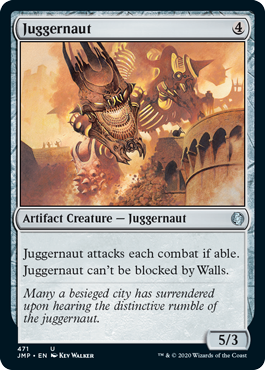 Juggernaut 4
Artifact Creature — Juggernaut
Juggernaut attacks each combat if able.
Juggernaut can't be blocked by Walls.
Many a besieged city has surrendered
upon hearing the distinctive rumble of
the juggernaut.
5/3
471 U
JMP • EN Key Walker
™ & © 2020 Wizards of the Coast